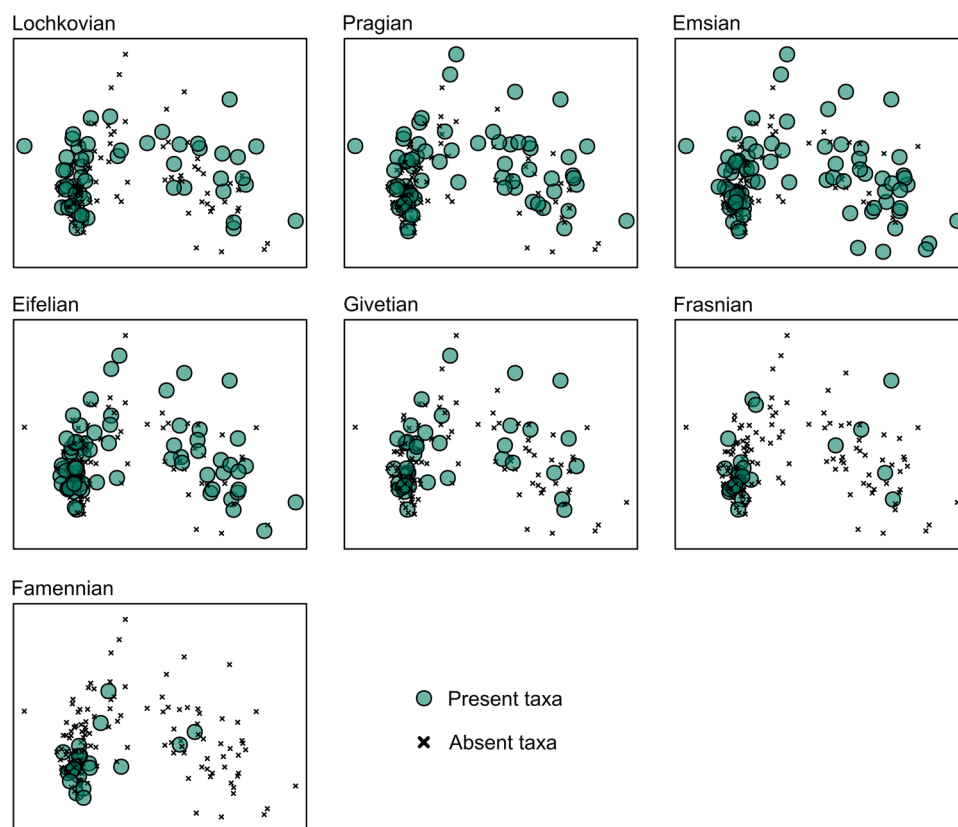 Lochkovian
Pragian
Emsian
Eifelian
Givetian
Frasnian
Famennian
Present taxa
Absent taxa